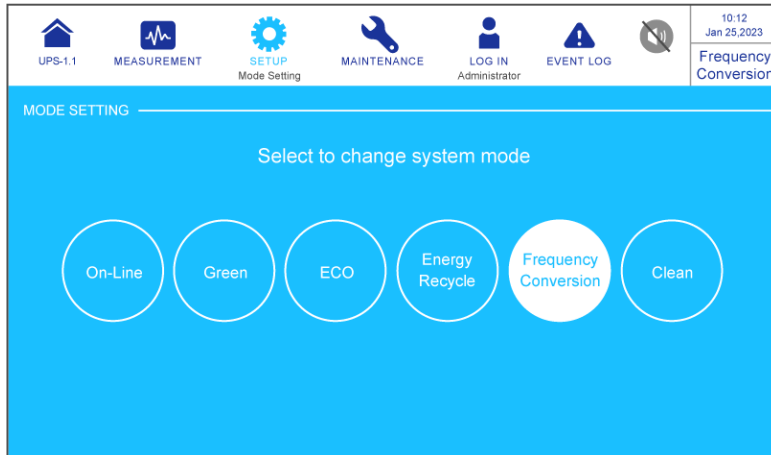 UPS-1.1
MEASUREMENT
SETUP
Mode Setting
MAINTENANCE
LOG IN
Administrator
EVENT LOG
10:12
Jan 25,2023
Frequency
Conversion
MODE SETTING
Select to change system mode
On-Line
Green
ECO
Energy
Recycle
Frequency
Conversion
Clean